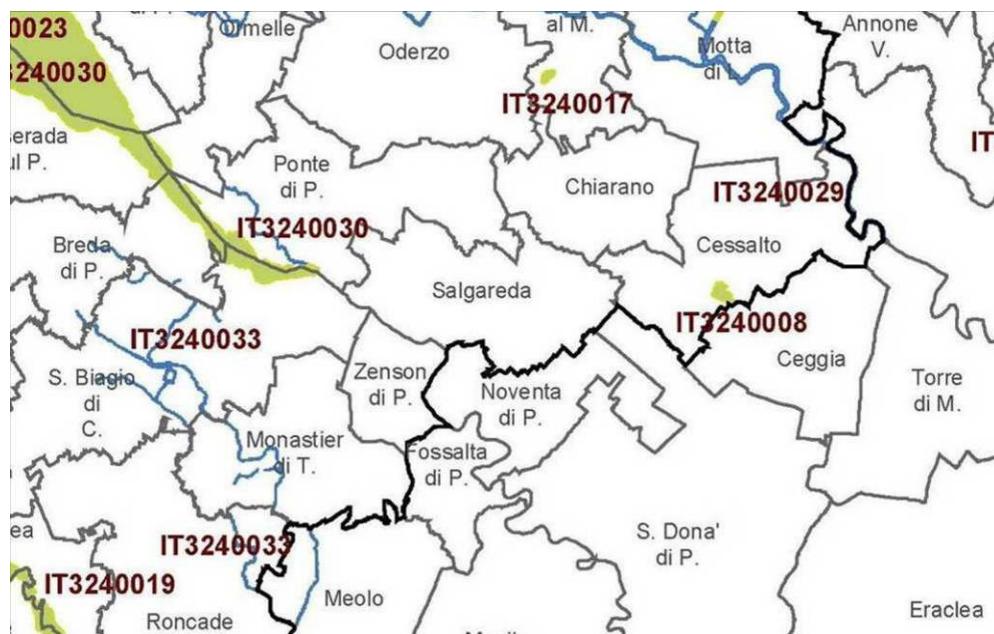 0023
Ormelle
al M.
Annone
V.
Oderzo
Motta
di L.
3240030
IT3240017
IT
erada
ul P.
Ponte
di P.
Chiarano
IT3240029
IT3240030
Breda
di P.
Cessalto
Salgareda
IT3240033
IT3240008
S. Biagio
di
C.
Zenson
di P.
Noventa
di P.
Ceggia
Torre
di M.
Monastier
di T.
Fossalta
di P.
ea
IT3240033
S. Dona'
di P.
IT3240019
Meolo
Roncade
Eraclea